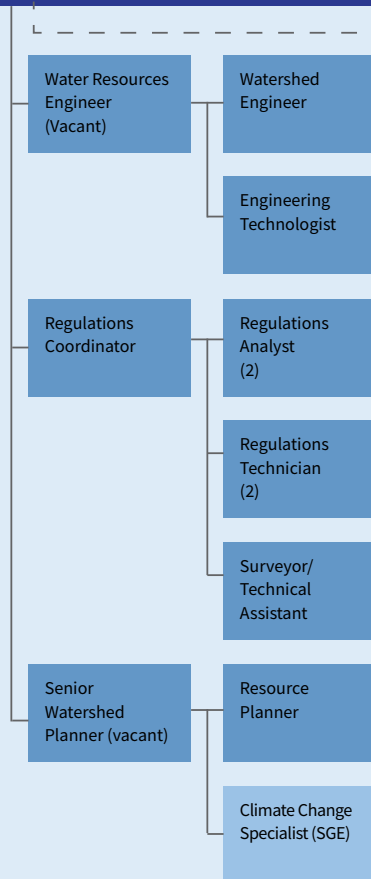 Water Resources
Engineer
(Vacant)
Watershed
Engineer
Engineering
Technologist
Regulations
Coordinator
Regulations
Analyst
(2)
Regulations
Technician
(2)
Surveyor/
Technical
Assistant
Senior
Watershed
Planner (vacant)
Resource
Planner
Climate Change
Specialist (SGE)